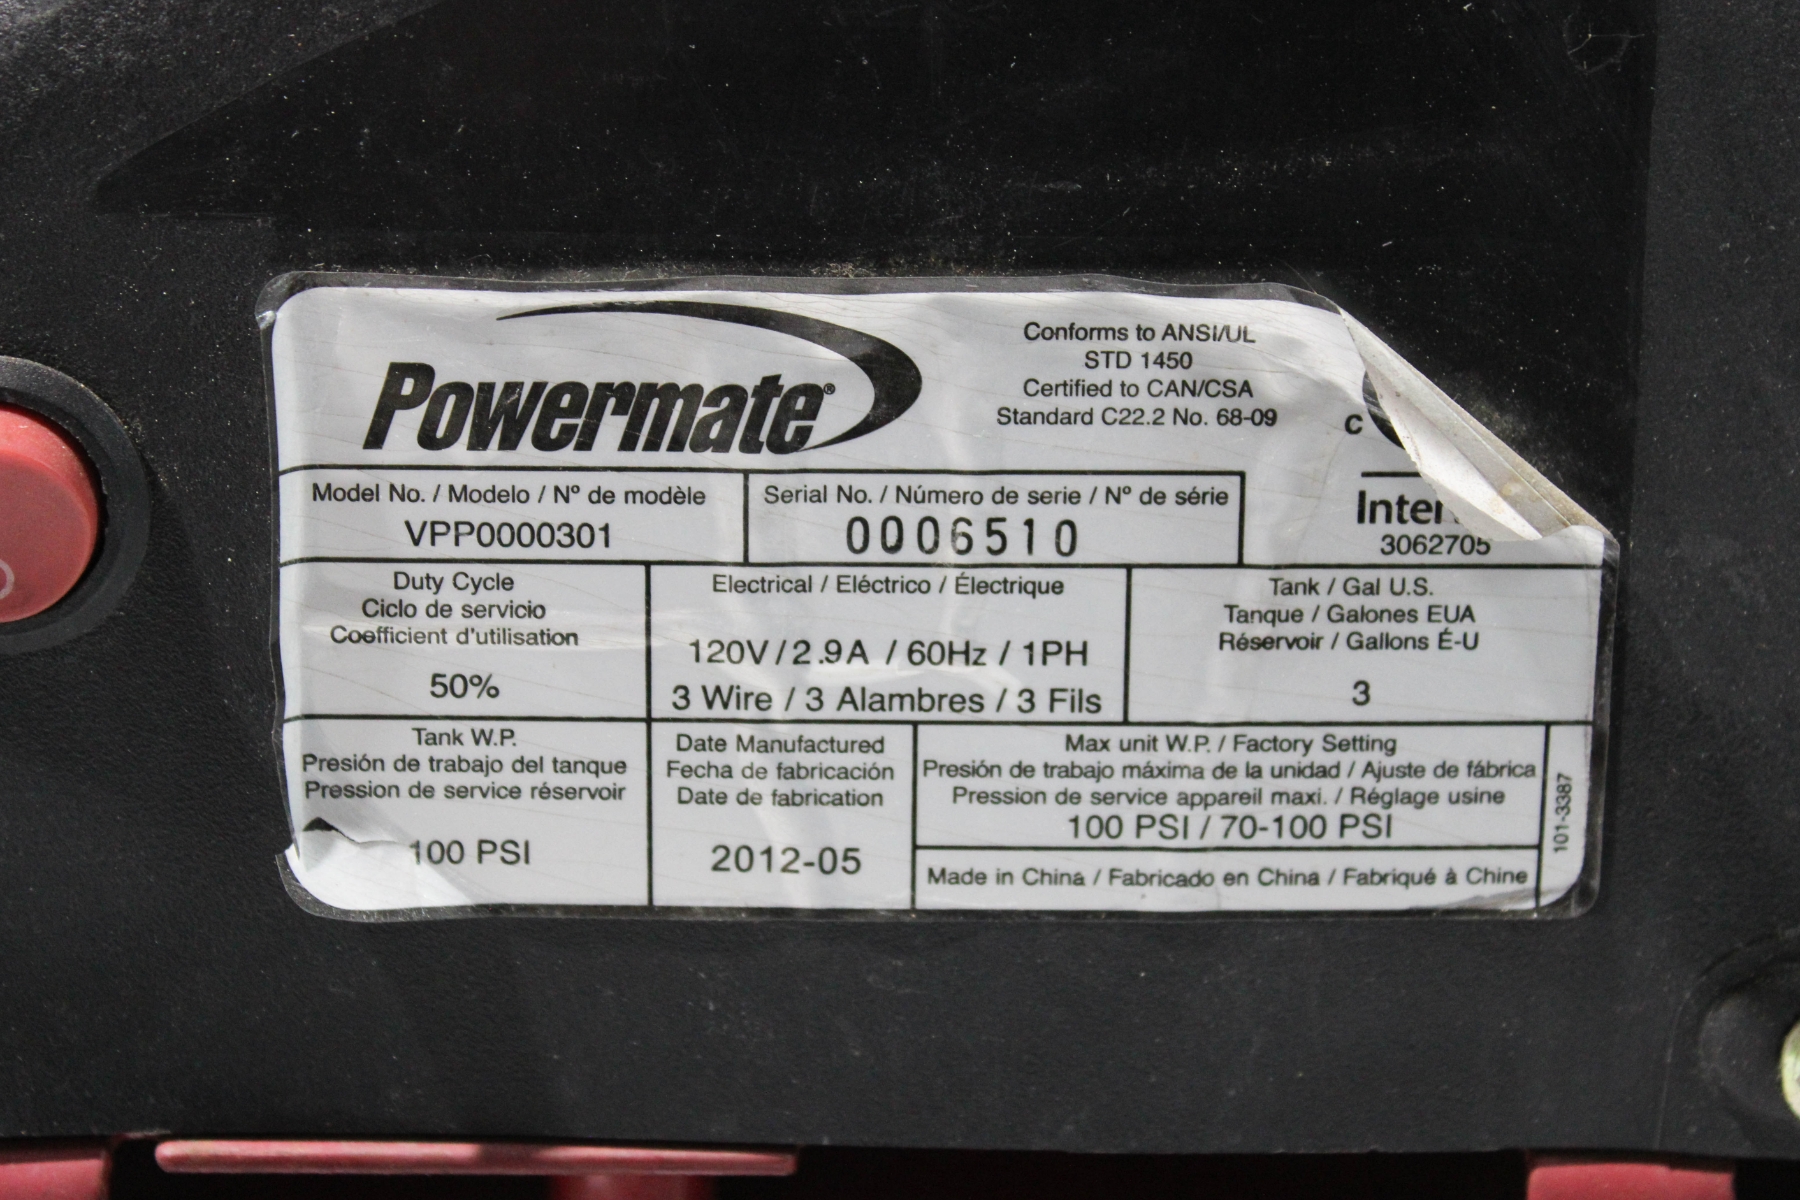 Powermate®
Conforms to ANSI/UL
STD 1450
Certified to CAN/CSA
Standard C22.2 No. 68-09
C
3062705
Model No. / Modelo / Nº de modèle
VPP0000301
Serial No. / Número de serie / Nº de série
0006510
Duty Cycle
Ciclo de servicio
Coefficient d'utilisation
50%
Electrical / Eléctrico / Électrique
120V / 2.9A / 60Hz / 1PH
3 Wire / 3 Alambres / 3 Fils
Tank / Gal U.S.
Tanque / Galones EUA
Réservoir / Gallons É-U
3
Tank W.P.
Presión de trabajo del tanque
Pression de service réservoir
100 PSI
Date Manufactured
Fecha de fabricación
Date de fabrication
2012-05
Max unit W.P. / Factory Setting
Presión de trabajo máxima de la unidad / Ajuste de fábrica
Pression de service appareil maxi. / Réglage usine
100 PSI / 70-100 PSI
Made in China / Fabricado en China / Fabriqué à Chine
101-3387